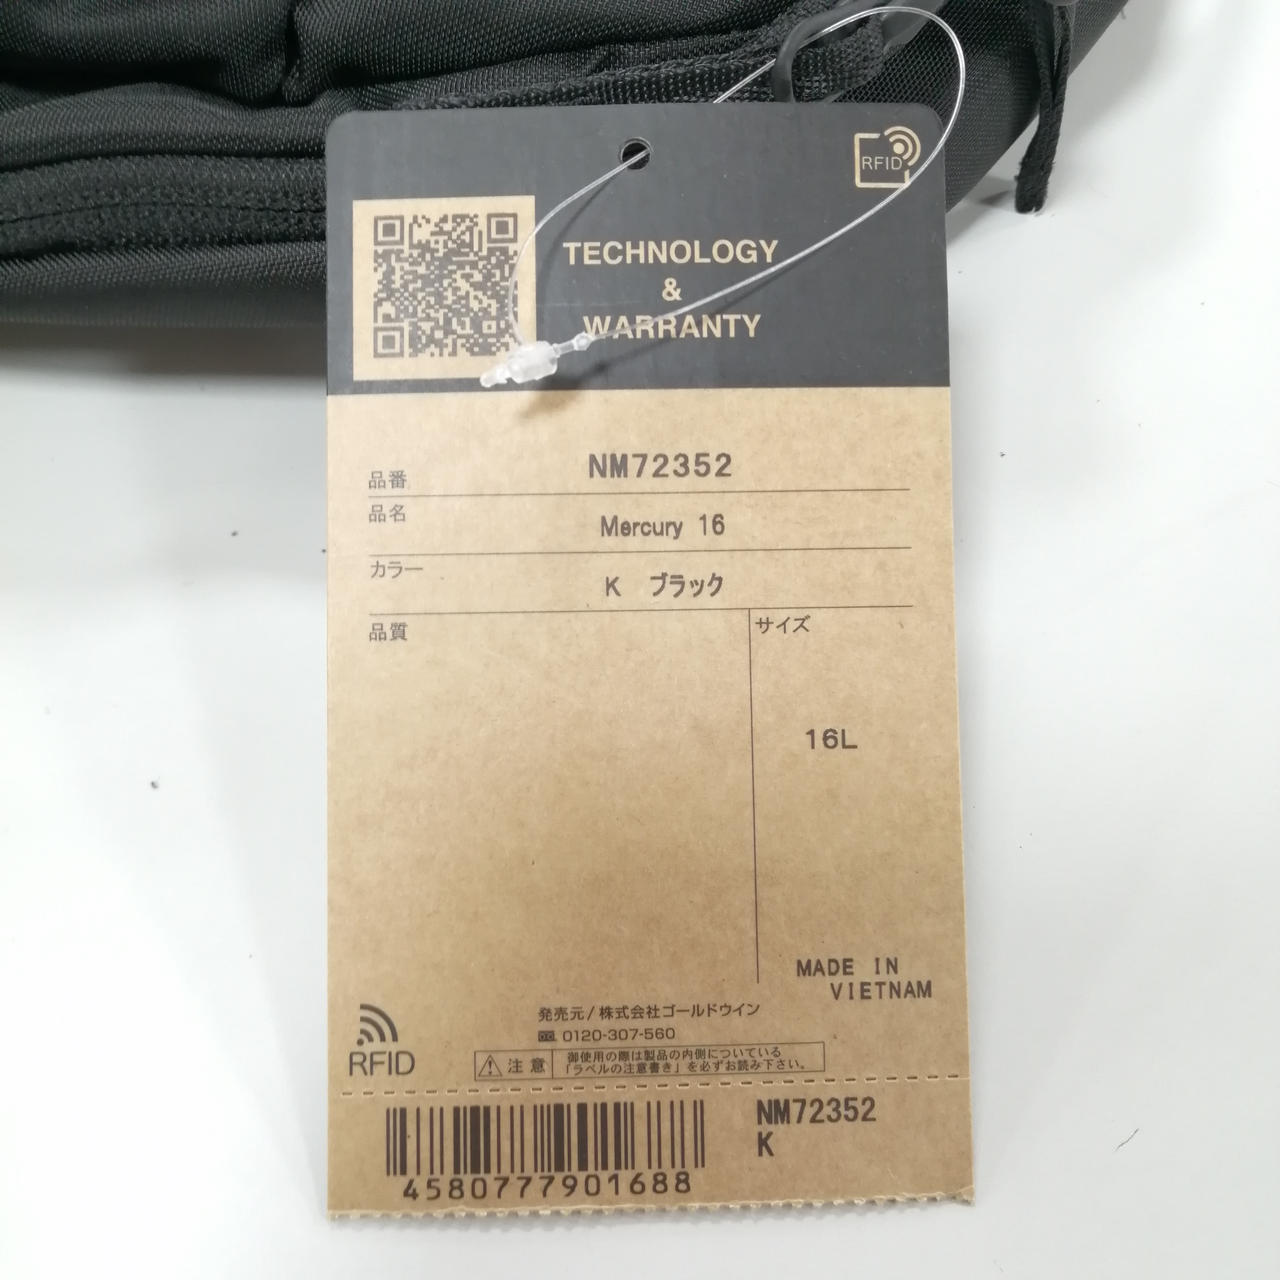 RFID
TECHNOLOGY
&
WARRANTY
品番 NM72352
品名 Mercury 16
カラー K ブラック
品質
サイズ
16L
MADE IN
VIETNAM
発売元/株式会社ゴールドウイン
0120-307-560
RFID
注意
御使用の際は製品の内側についている
「ラベルの注意書き」を必ずお読み下さい。
NM72352
K
4580777901688